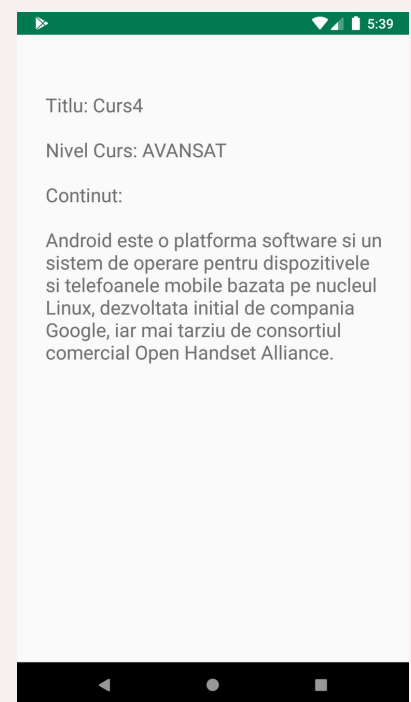 5:39
Titlu: Curs4
Nivel Curs: AVANSAT
Continut:
Android este o platforma software si un
sistem de operare pentru dispozitivele
si telefoanele mobile bazata pe nucleul
Linux, dezvoltata initial de compania
Google, iar mai tarziu de consortiul
comercial Open Handset Alliance.